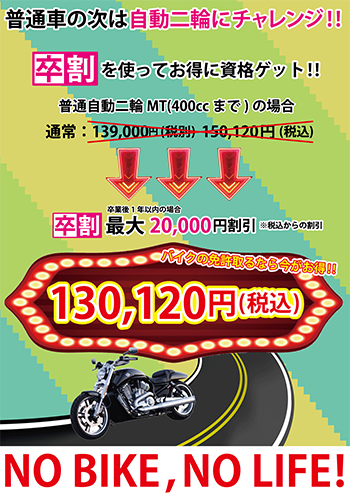 普通車の次は自動二輪にチャレンジ!!
卒割を使ってお得に資格ゲット!!
普通自動二輪 MT(400cc まで)の場合
通常：139,000円(税別) 150,120円(税込)
卒業後1年以内の場合
卒割 最大 20,000円割引 ※税込からの割引
バイクの免許取るなら今がお得!!
130,120円(税込)
NO BIKE, NO LIFE!